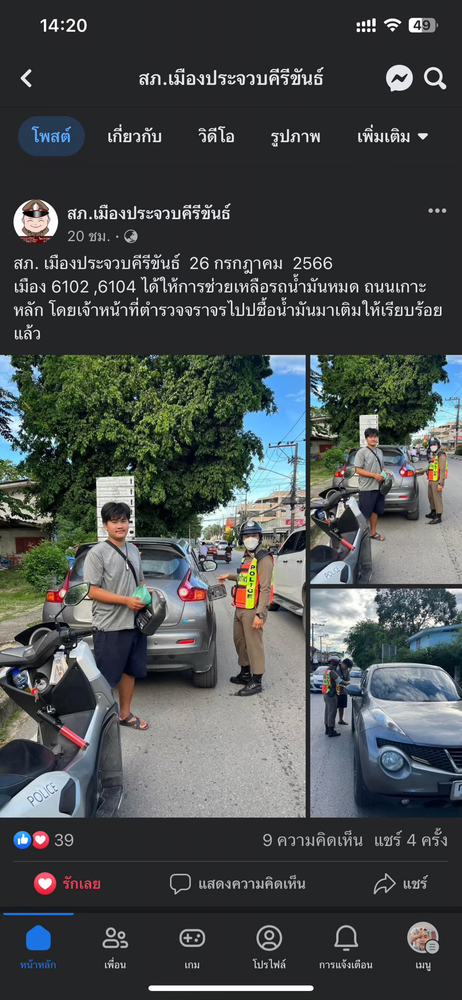 14:20
49
สภ.เมืองประจวบคีรีขันธ์
โพสต์
เกี่ยวกับ
วิดีโอ
รูปภาพ
เพิ่มเติม
สภ.เมืองประจวบคีรีขันธ์
20 ชม. ·
สภ. เมืองประจวบคีรีขันธ์ 26 กรกฎาคม 2566
เมือง 6102 ,6104 ได้ให้การช่วยเหลือรถน้ำมันหมด ถนนเกาะ
หลัก โดยเจ้าหน้าที่ตำรวจจราจรไปปซื้อน้ำมันมาเติมให้เรียบร้อย
แล้ว
POLICE
จราจร
POLICE
POLICE
POLICE
39
9 ความคิดเห็น
แชร์ 4 ครั้ง
รักเลย
แสดงความคิดเห็น
แชร์
หน้าหลัก
เพื่อน
เกม
โปรไฟล์
การแจ้งเตือน
เมนู